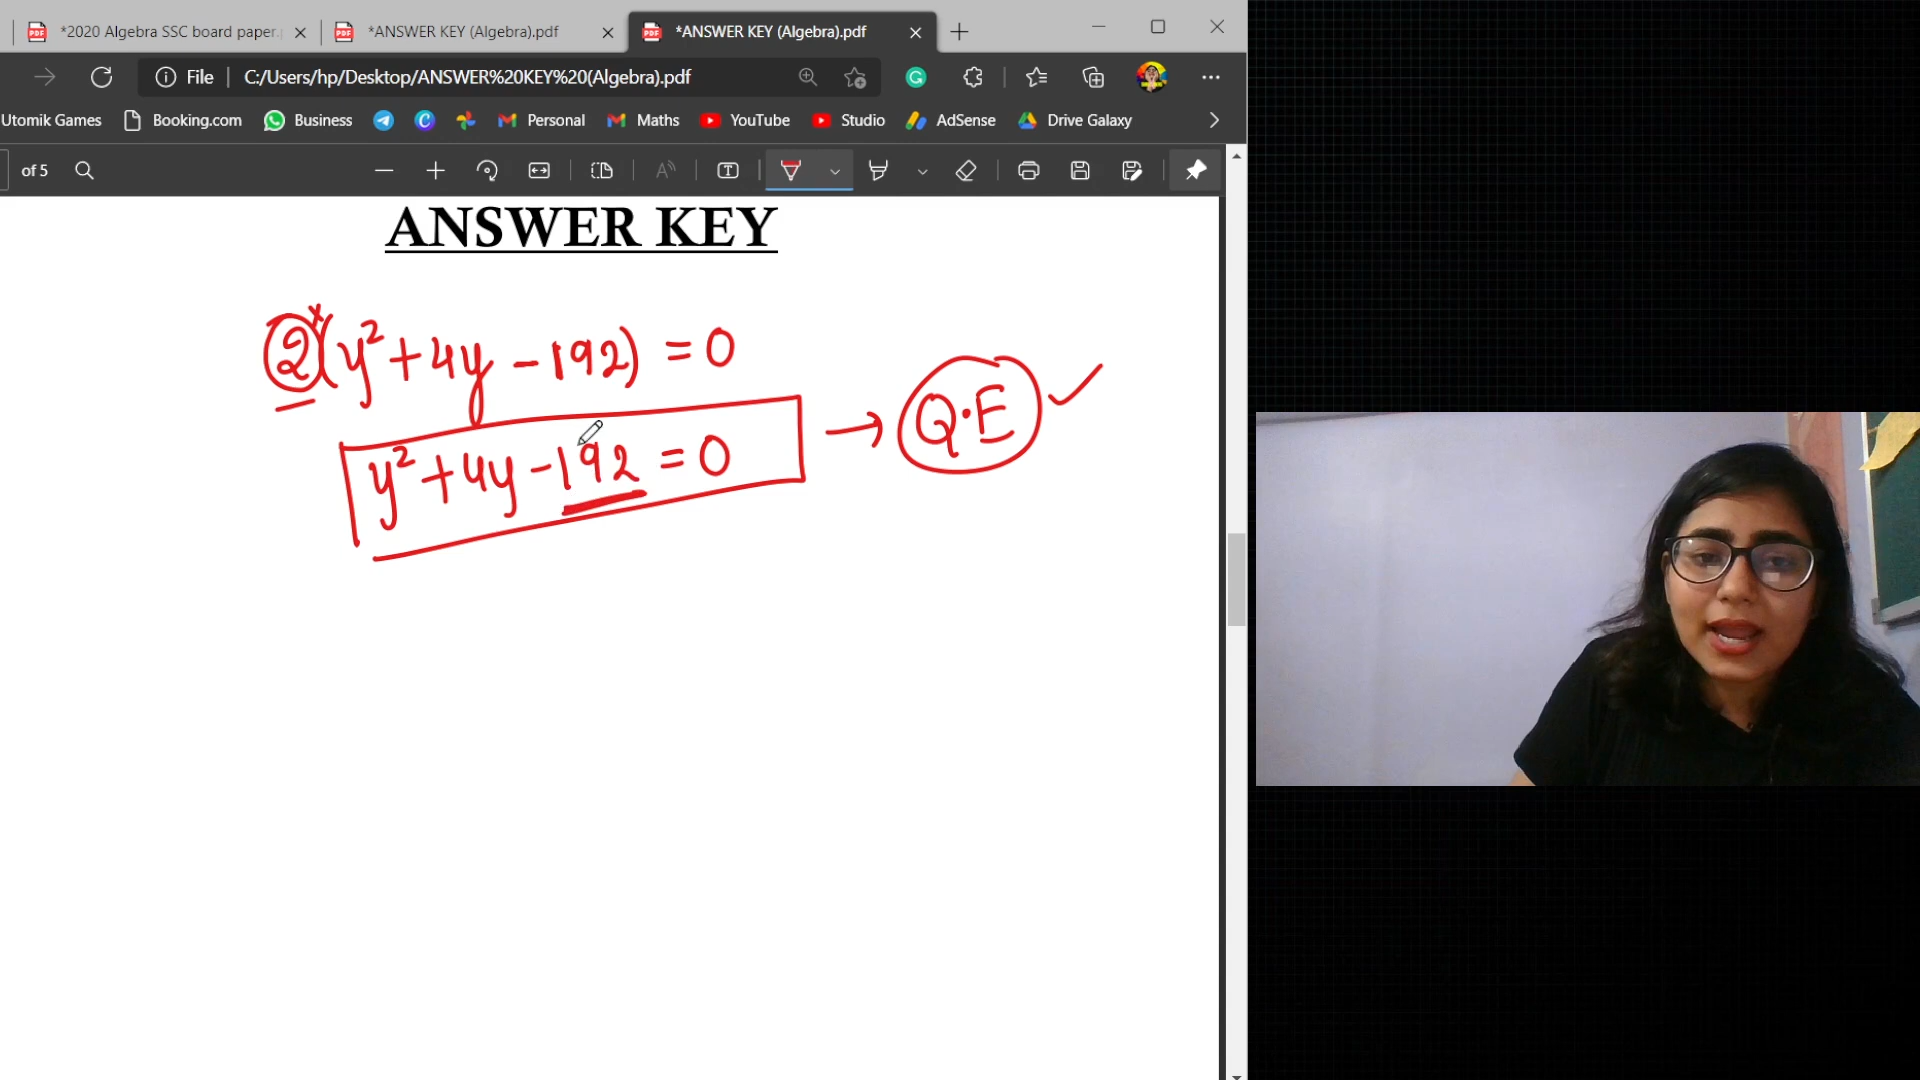 *2020 Algebra SSC board paper.p
*ANSWER KEY (Algebra).pdf
*ANSWER KEY (Algebra).pdf
File
C:/Users/hp/Desktop/ANSWER%20KEY%20(Algebra).pdf
Utomik Games
Booking.com
Business
Personal
Maths
YouTube
Studio
AdSense
Drive Galaxy
of 5
ANSWER KEY
2×(y²+4y-192) = 0
y²+4y-192 = 0 → Q.E ✓